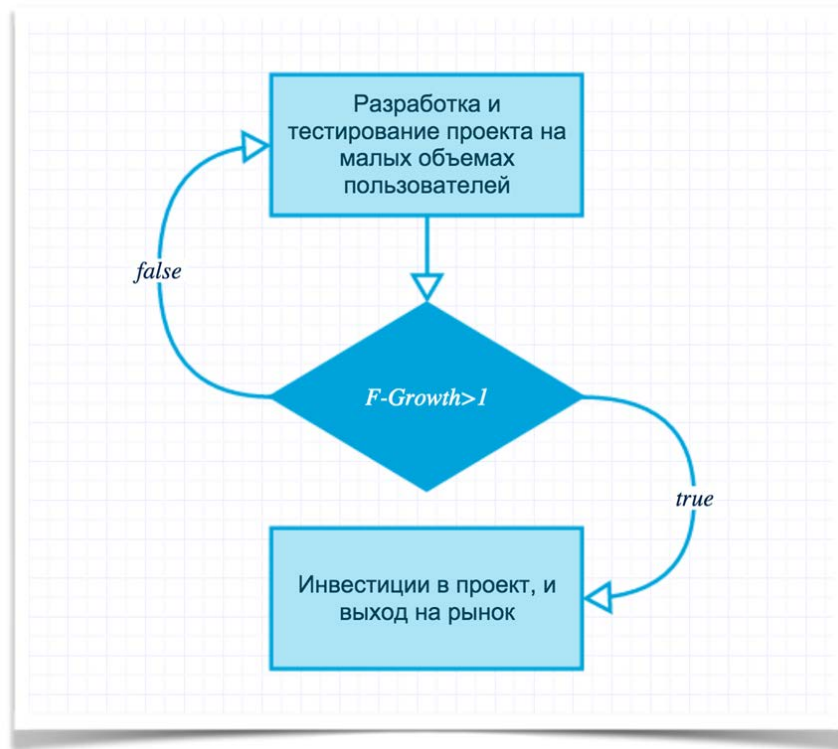 Разработка и
тестирование проекта на
малых объемах
пользователей
false
F-Growth>1
true
Инвестиции в проект, и
выход на рынок